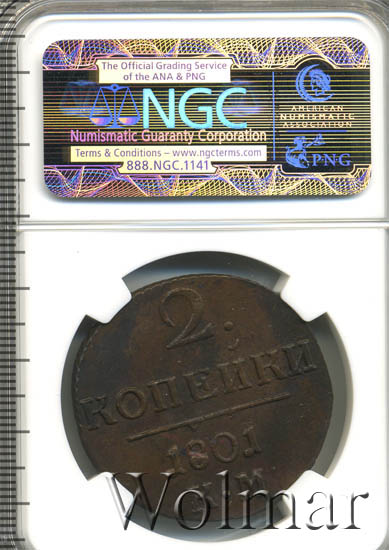 The Official Grading Service
of the ANA & PNG
NGC
Numismatic Guaranty Corporation
Terms & Conditions – www.ngcterms.com
888.NGC.1141
AMERICAN
NUMISMATIC
ASSOCIATION
PNG
2.
КОПЕЙКИ
1801
Wolmar